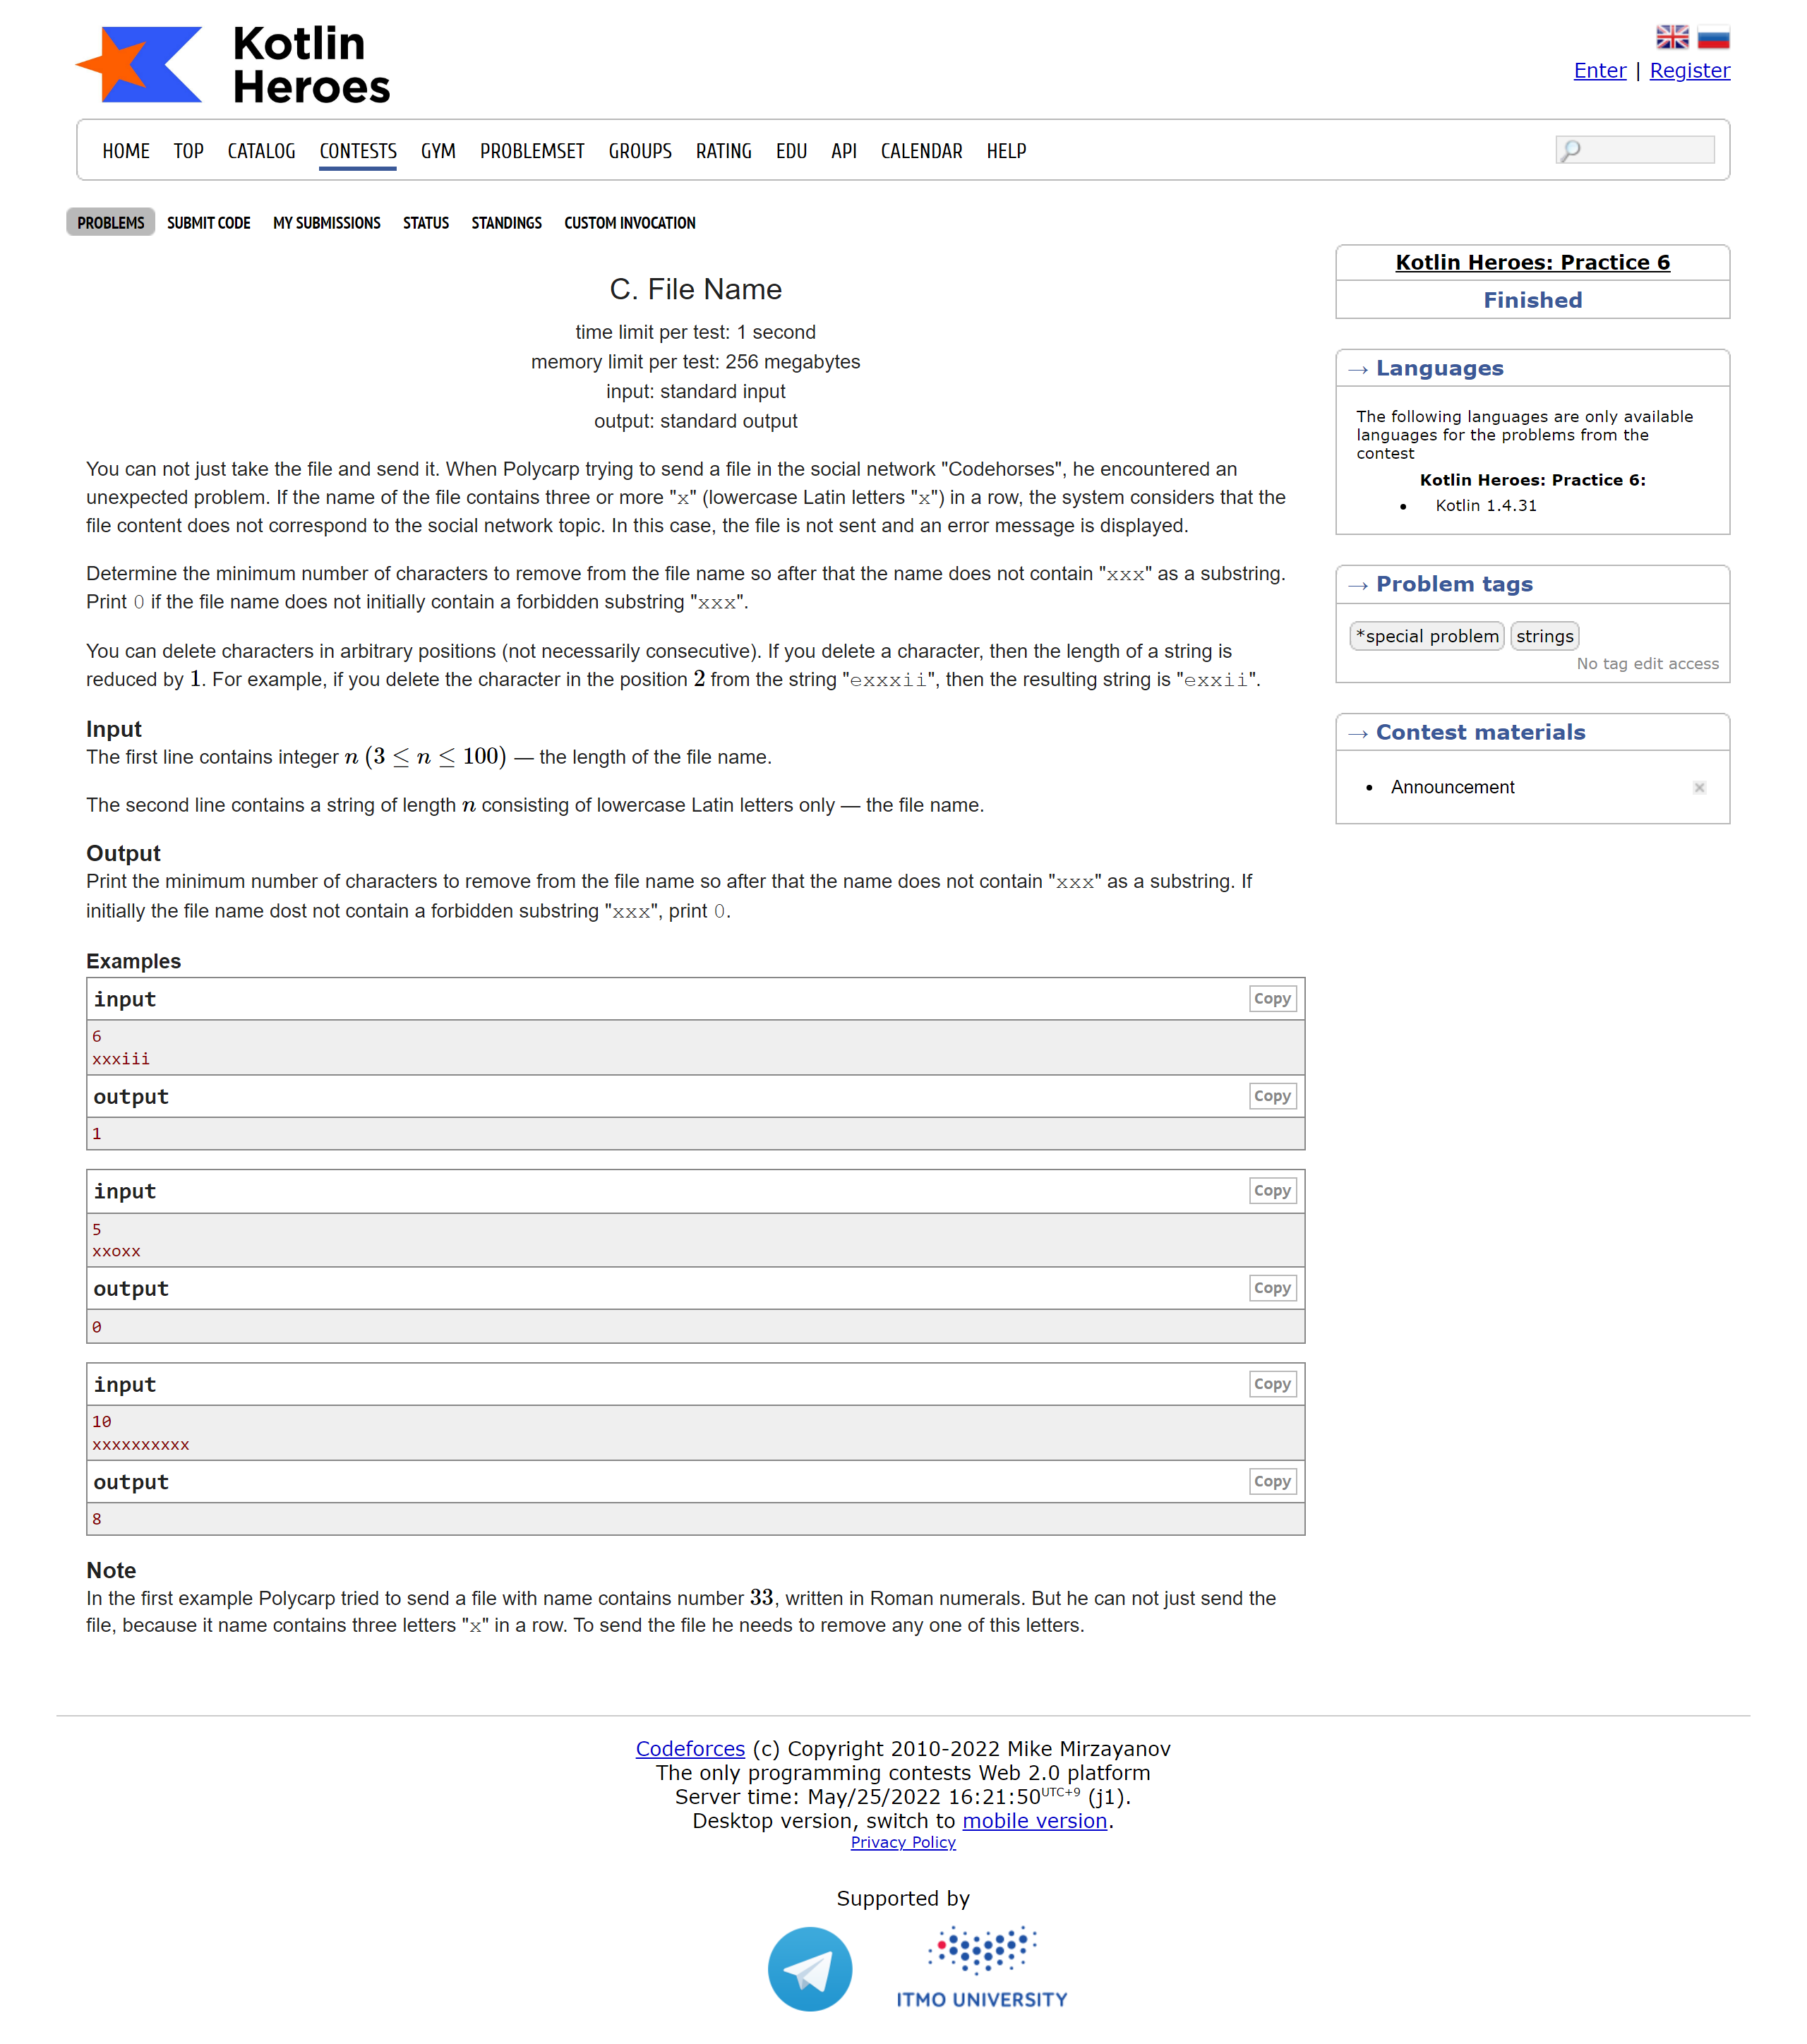 Kotlin
Heroes
Enter | Register
HOME TOP CATALOG CONTESTS GYM PROBLEMSET GROUPS RATING EDU API CALENDAR HELP
PROBLEMS SUBMIT CODE MY SUBMISSIONS STATUS STANDINGS CUSTOM INVOCATION
C. File Name
time limit per test: 1 second
memory limit per test: 256 megabytes
input: standard input
output: standard output
You can not just take the file and send it. When Polycarp trying to send a file in the social network "Codehorses", he encountered an
unexpected problem. If the name of the file contains three or more "x" (lowercase Latin letters "x") in a row, the system considers that the
file content does not correspond to the social network topic. In this case, the file is not sent and an error message is displayed.
Determine the minimum number of characters to remove from the file name so after that the name does not contain "xxx" as a substring.
Print 0 if the file name does not initially contain a forbidden substring "xxx".
You can delete characters in arbitrary positions (not necessarily consecutive). If you delete a character, then the length of a string is
reduced by 1. For example, if you delete the character in the position 2 from the string "exxxii", then the resulting string is "exxii".
Input
The first line contains integer n (3 ≤ n ≤ 100) — the length of the file name.
The second line contains a string of length n consisting of lowercase Latin letters only — the file name.
Output
Print the minimum number of characters to remove from the file name so after that the name does not contain "xxx" as a substring. If
initially the file name dost not contain a forbidden substring "xxx", print 0.
Examples
input Copy
6
xxxiii
output Copy
1
input Copy
5
xxoxx
output Copy
0
input Copy
10
xxxxxxxxxx
output Copy
8
Note
In the first example Polycarp tried to send a file with name contains number 33, written in Roman numerals. But he can not just send the
file, because it name contains three letters "x" in a row. To send the file he needs to remove any one of this letters.
Kotlin Heroes: Practice 6
Finished
→ Languages
The following languages are only available
languages for the problems from the
contest
Kotlin Heroes: Practice 6:
• Kotlin 1.4.31
→ Problem tags
*special problem strings
No tag edit access
→ Contest materials
• Announcement
Codeforces (c) Copyright 2010-2022 Mike Mirzayanov
The only programming contests Web 2.0 platform
Server time: May/25/2022 16:21:50UTC+9 (j1).
Desktop version, switch to mobile version.
Privacy Policy
Supported by
ITMO UNIVERSITY